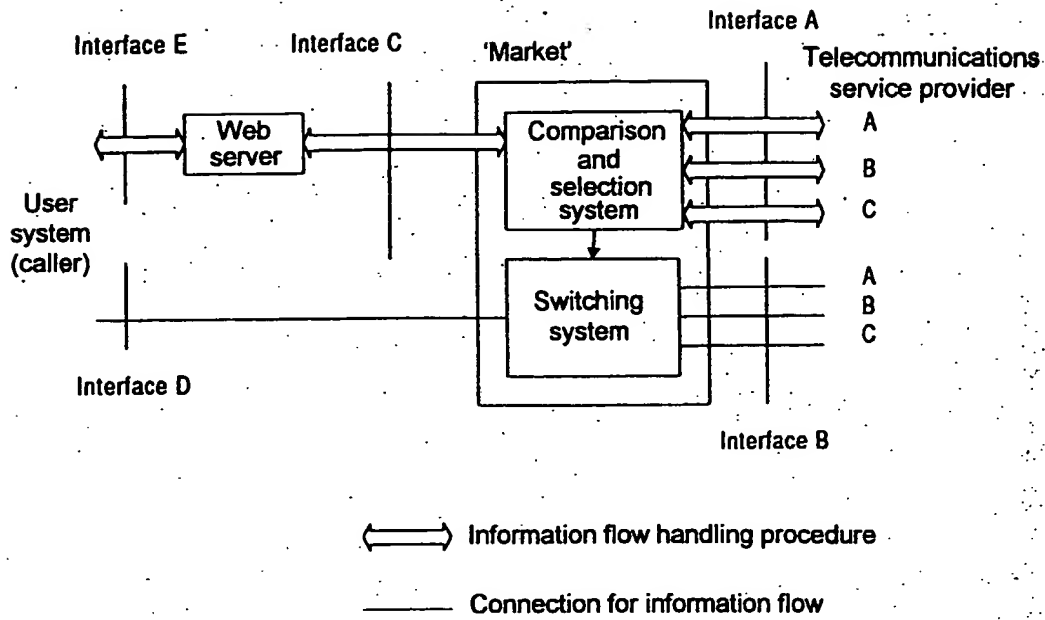 Interface E
Interface C
Interface A
'Market'
Telecommunications
service provider
Web
server
Comparison
and
selection
system
A
B
C
User
system
(caller)
Switching
system
A
B
C
Interface D
Interface B
Information flow handling procedure
Connection for information flow